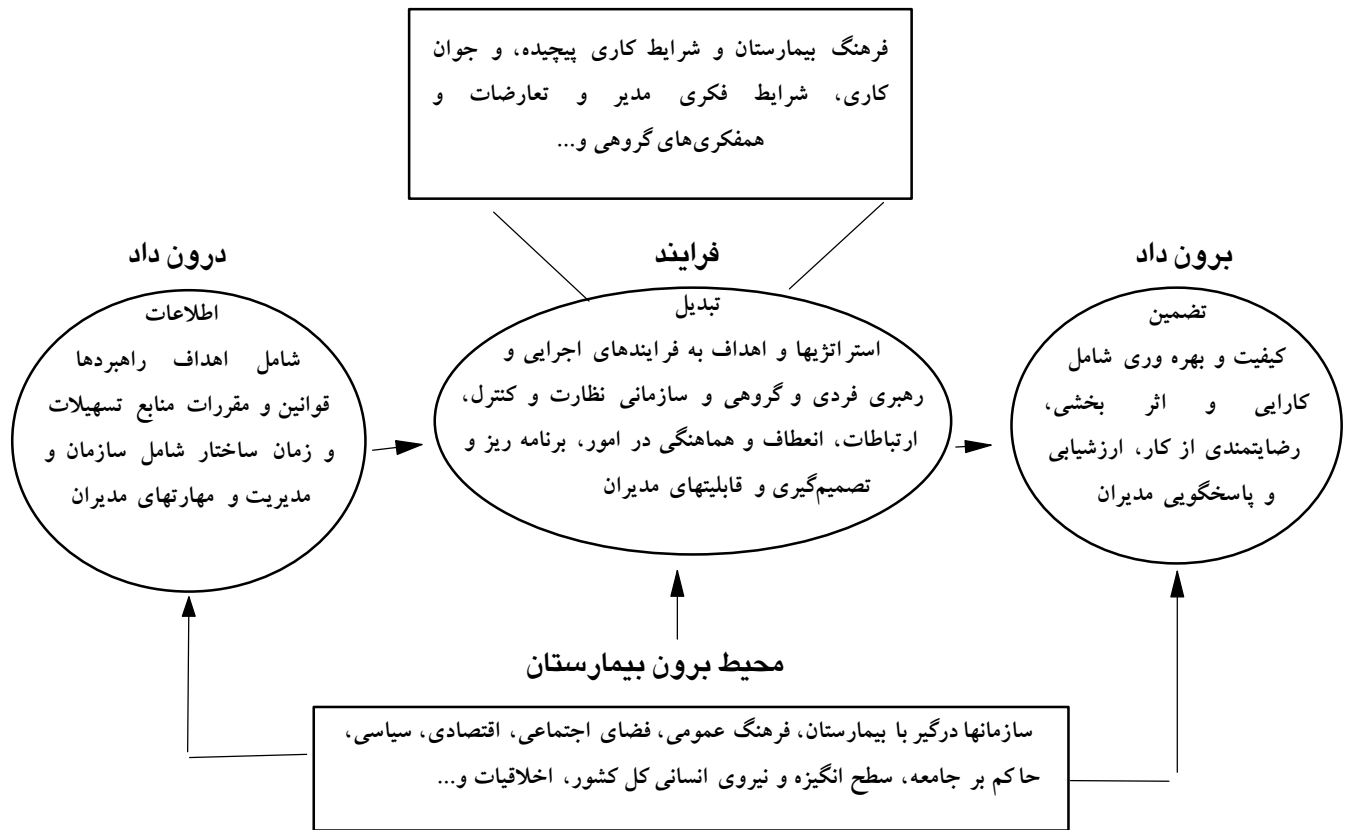 فرهنگ بیمارستان و شرایط کاری پیچیده، و جوان
کاری، شرایط فکری مدیر و تعارضات و
همفکری‌های گروهی و...
درون داد
فرایند
برون داد
اطلاعات
شامل اهداف راهبردها
قوانین و مقررات منابع تسهیلات
و زمان ساختار شامل سازمان و
مدیریت و مهارتهای مدیران
تبدیل
استراتژیها و اهداف به فرایندهای اجرایی و
رهبری فردی و گروهی و سازمانی نظارت و کنترل،
ارتباطات، انعطاف و هماهنگی در امور، برنامه ریز و
تصمیم‌گیری و قابلیتهای مدیران
تضمین
کیفیت و بهره وری شامل
کارایی و اثر بخشی،
رضایتمندی از کار، ارزشیابی
و پاسخگویی مدیران
محیط برون بیمارستان
سازمانها درگیر با بیمارستان، فرهنگ عمومی، فضای اجتماعی، اقتصادی، سیاسی،
حاکم بر جامعه، سطح انگیزه و نیروی انسانی کل کشور، اخلاقیات و...